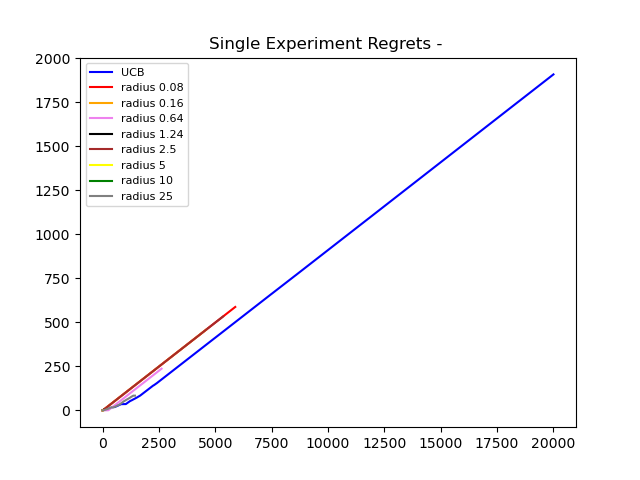 Single Experiment Regrets -
2000
1750
1500
1250
1000
750
500
250
0
UCB
radius 0.08
radius 0.16
radius 0.64
radius 1.24
radius 2.5
radius 5
radius 10
radius 25
0 2500 5000 7500 10000 12500 15000 17500 20000